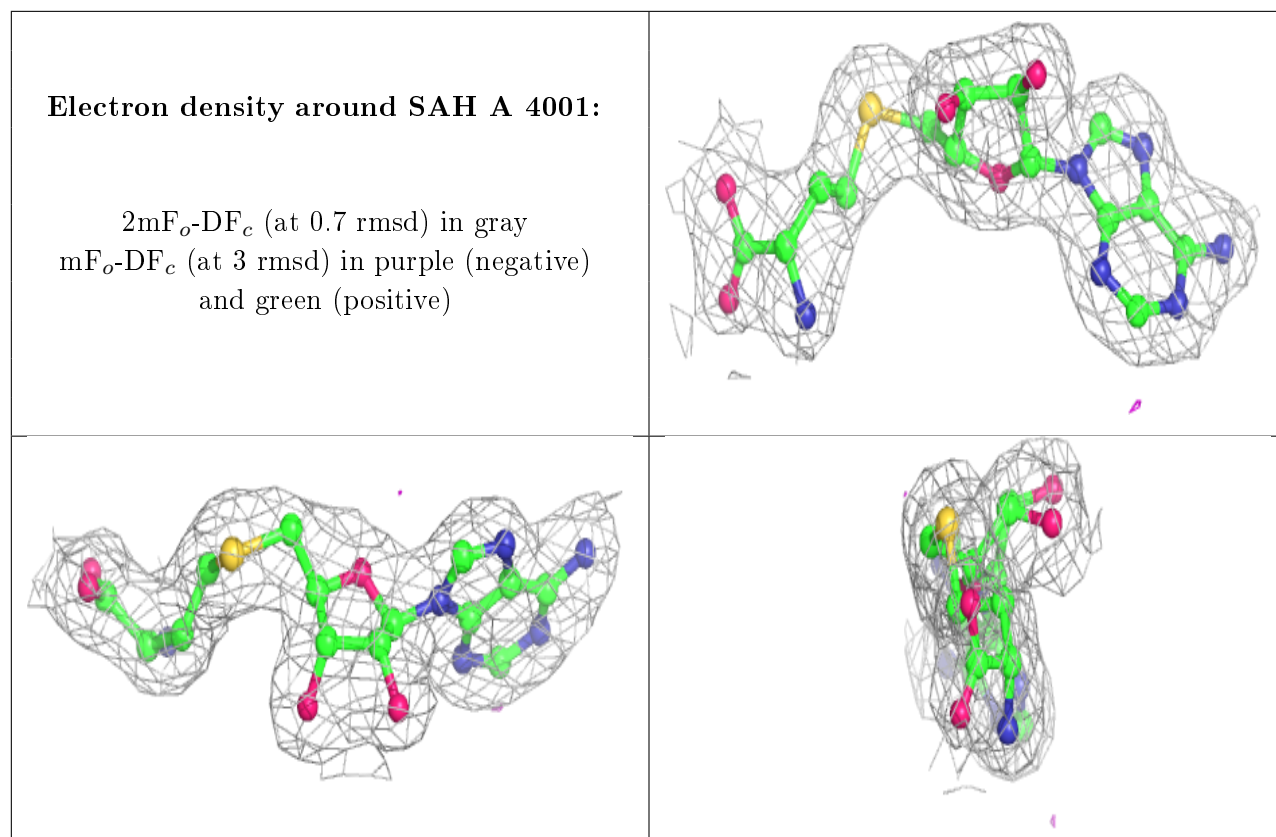 Electron density around SAH A 4001:
2mFo-DFc (at 0.7 rmsd) in gray
mFo-DFc (at 3 rmsd) in purple (negative)
and green (positive)